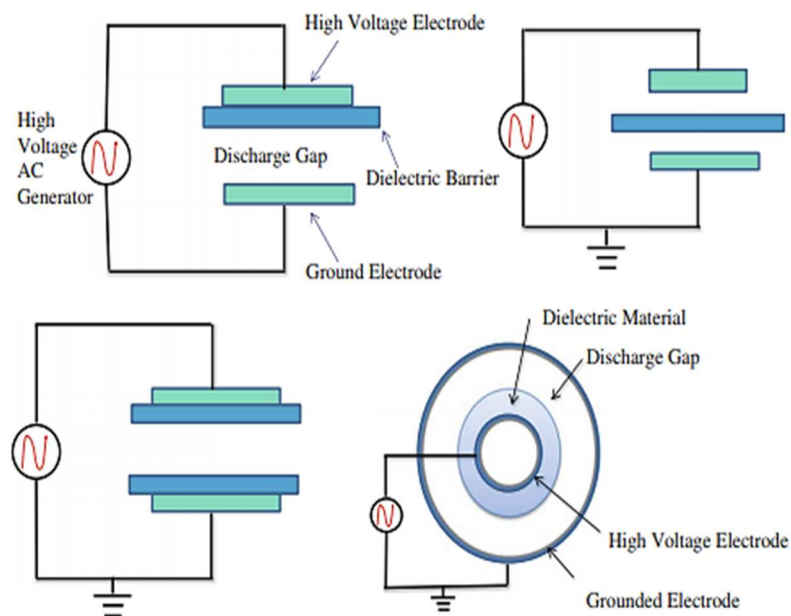 High Voltage Electrode
High
Voltage
AC
Generator
Discharge Gap
Dielectric Barrier
Ground Electrode
Dielectric Material
Discharge Gap
High Voltage Electrode
Grounded Electrode